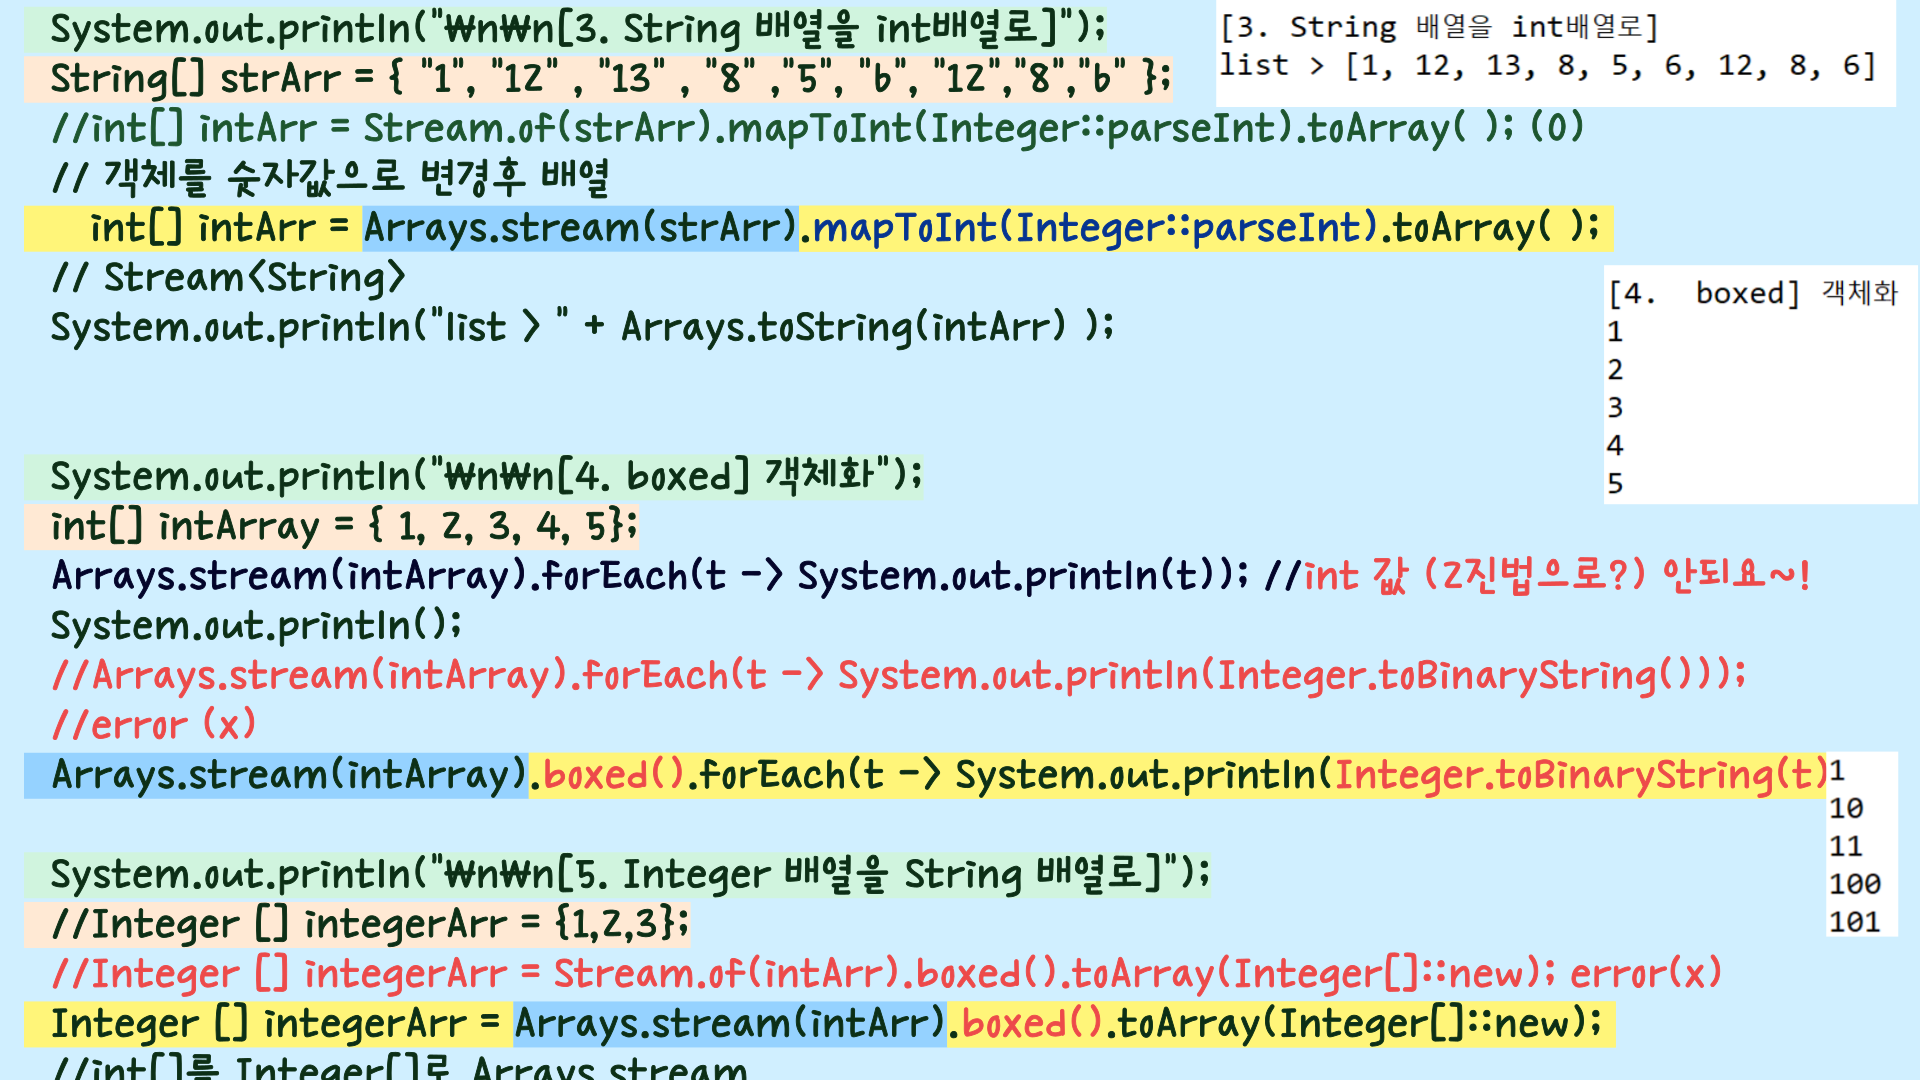 System.out.println("₩n₩n[3. String 배열을 int배열로]");
[3. String 배열을 int배열로]
list > [1, 12, 13, 8, 5, 6, 12, 8, 6]
String[] strArr = { "1", "12" , "13" , "8" ,"5", "6", "12","8","6" };
//int[] intArr = Stream.of(strArr).mapToInt(Integer::parseInt).toArray( ); (O)
// 객체를 숫자값으로 변경후 배열
int[] intArr = Arrays.stream(strArr).mapToInt(Integer::parseInt).toArray( );
// Stream<String>
System.out.println("list > " + Arrays.toString(intArr) );
[4.  boxed] 객체화
1
2
3
4
5
System.out.println("₩n₩n[4. boxed] 객체화");
int[] intArray = { 1, 2, 3, 4, 5};
Arrays.stream(intArray).forEach(t -> System.out.println(t)); //int 값 (2진법으로?) 안되요~!
System.out.println();
//Arrays.stream(intArray).forEach(t -> System.out.println(Integer.toBinaryString()));
//error (x)
Arrays.stream(intArray).boxed().forEach(t -> System.out.println(Integer.toBinaryString(t)
1
10
11
100
101
System.out.println("₩n₩n[5. Integer 배열을 String 배열로]");
//Integer [] integerArr = {1,2,3};
//Integer [] integerArr = Stream.of(intArr).boxed().toArray(Integer[]::new); error(x)
Integer [] integerArr = Arrays.stream(intArr).boxed().toArray(Integer[]::new);
//int[]를 Integer[]로 Arrays.stream